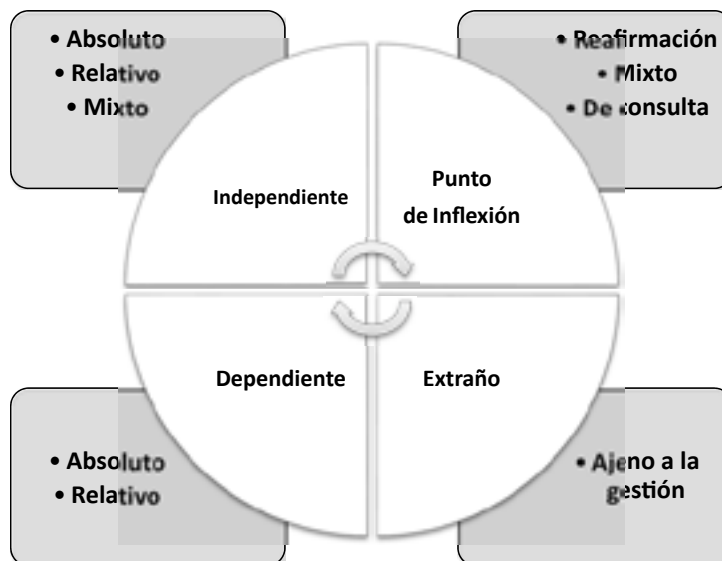 • Absoluto
• Relativo
• Mixto
• Reafirmación
• Mixto
• De consulta
Independiente
Punto
de Inflexión
Dependiente
Extraño
• Absoluto
• Relativo
• Ajeno a la
gestión